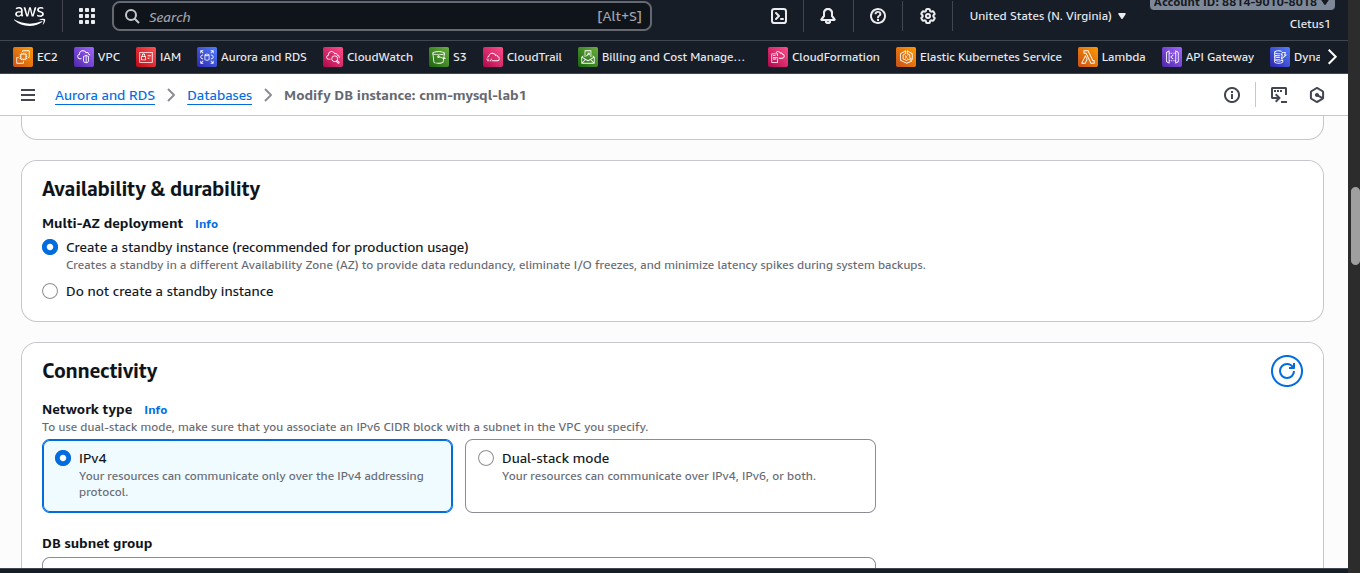 aws
Search
[Alt+S]
United States (N. Virginia)
Account ID: 8814-9010-8018
Cletus1
EC2
VPC
IAM
Aurora and RDS
CloudWatch
S3
CloudTrail
Billing and Cost Manage...
CloudFormation
Elastic Kubernetes Service
Lambda
API Gateway
Dyna
Aurora and RDS > Databases > Modify DB instance: cnm-mysql-lab1
Availability & durability
Multi-AZ deployment Info
Create a standby instance (recommended for production usage)
Creates a standby in a different Availability Zone (AZ) to provide data redundancy, eliminate I/O freezes, and minimize latency spikes during system backups.
Do not create a standby instance
Connectivity
Network type Info
To use dual-stack mode, make sure that you associate an IPv6 CIDR block with a subnet in the VPC you specify.
IPv4
Your resources can communicate only over the IPv4 addressing
protocol.
Dual-stack mode
Your resources can communicate over IPv4, IPv6, or both.
DB subnet group